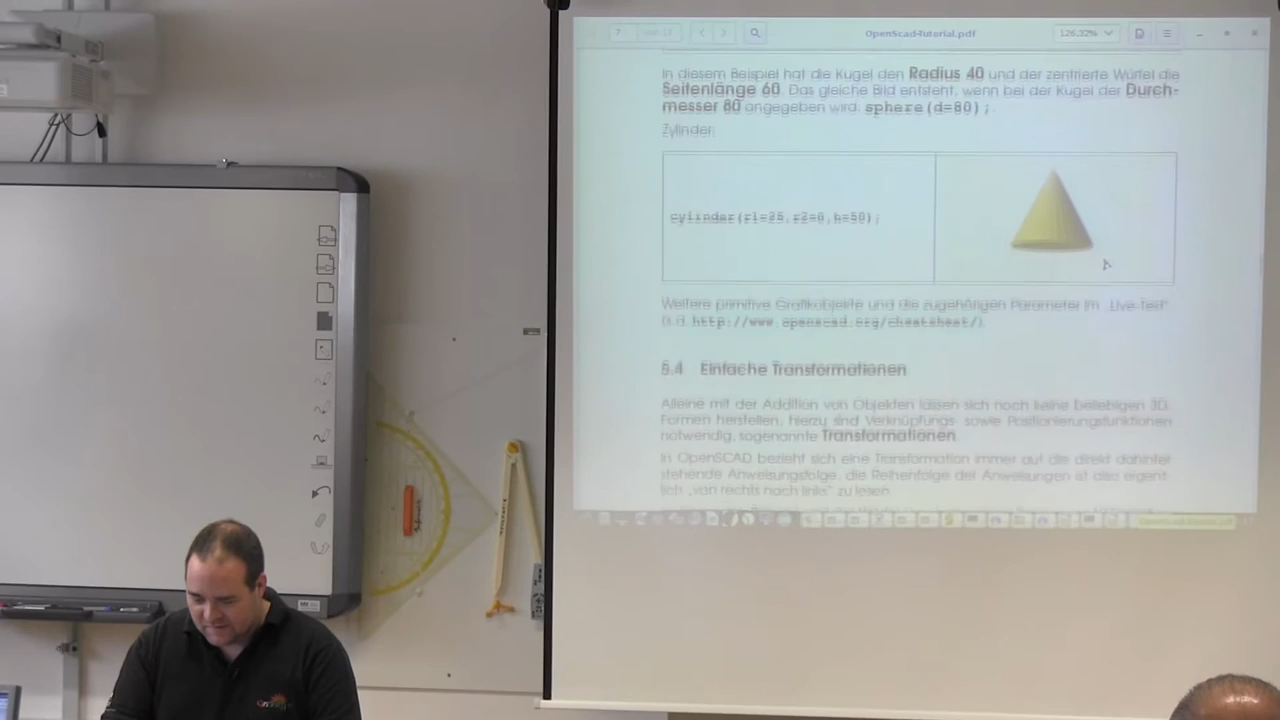 7
OpenScad-Tutorial.pdf
126,32%
In diesem Beispiel hat die Kugel den Radius 40 und der zentrierte Würfel die
Seitenlänge 60. Das gleiche Bild entsteht, wenn bei der Kugel der Durch-
messer 80 angegeben wird: sphere(d=80);
Zylinder:
cylinder(r1=25,r2=0,h=50);
Weitere primitive Grafikobjekte und die zugehörigen Parameter im „Live-Test"
(s.a. http://www.openscad.org/cheatsheet/).
§.4 Einfache Transformationen
Alleine mit der Addition von Objekten lassen sich noch keine beliebigen 3D-
Formen herstellen, hierzu sind Verknüpfungs- sowie Positionierungsfunktionen
notwendig, sogenannte Transformationen.
In OpenSCAD bezieht sich eine Transformation immer auf die direkt dahinter
stehende Anweisungsfolge, die Reihenfolge der Anweisungen ist also eigent-
lich „von rechts nach links" zu lesen.